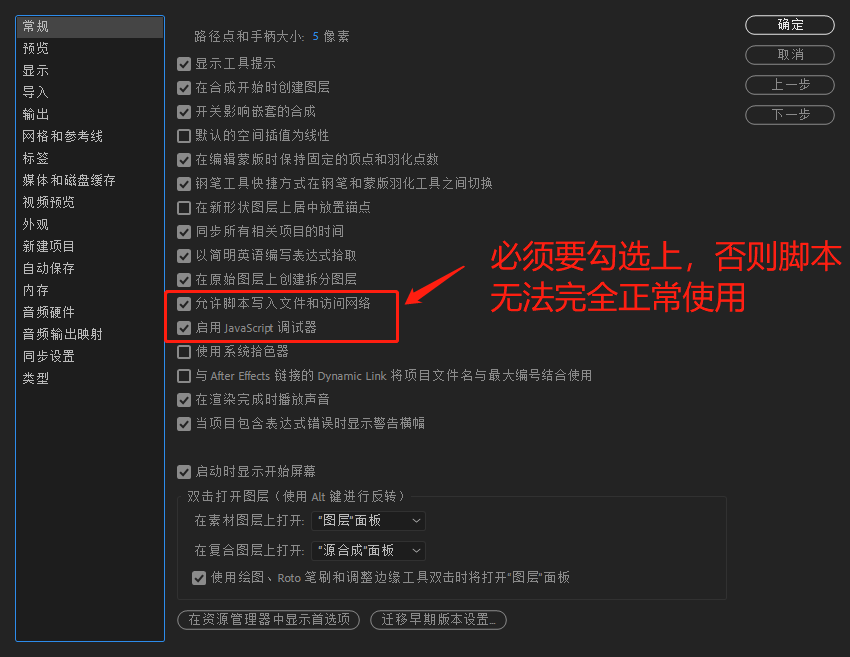 常规
预览
显示
导入
输出
网格和参考线
标签
媒体和磁盘缓存
视频预览
外观
新建项目
自动保存
内存
音频硬件
音频输出映射
同步设置
类型
路径点和手柄大小: 5 像素
显示工具提示
在合成开始时创建图层
开关影响嵌套的合成
默认的空间插值为线性
在编辑蒙版时保持固定的顶点和羽化点数
钢笔工具快捷方式在钢笔和蒙版羽化工具之间切换
在新形状图层上居中放置锚点
同步所有相关项目的时间
以简明英语编写表达式拾取
在原始图层上创建拆分图层
允许脚本写入文件和访问网络
启用 JavaScript 调试器
使用系统拾色器
与 After Effects 链接的 Dynamic Link 将项目文件名与最大编号结合使用
在渲染完成时播放声音
当项目包含表达式错误时显示警告横幅
启动时显示开始屏幕
双击打开图层（使用 Alt 键进行反转）
在素材图层上打开: "图层"面板
在复合图层上打开: "源合成"面板
使用绘图、Roto 笔刷和调整边缘工具双击时将打开"图层"面板
在资源管理器中显示首选项
迁移早期版本设置...
必须要勾选上，否则脚本
无法完全正常使用
确定
取消
上一步
下一步